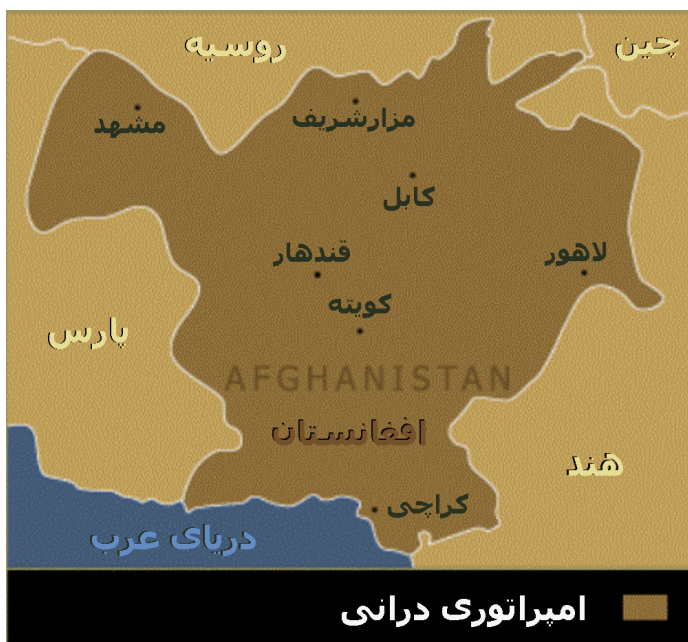 روسیه
چین
مشهد
مزارشریف
کابل
قندهار
لاهور
کویته
پارس
AFGHANISTAN
افغانستان
هند
کراچی
دریای عرب
امپراتوری درانی